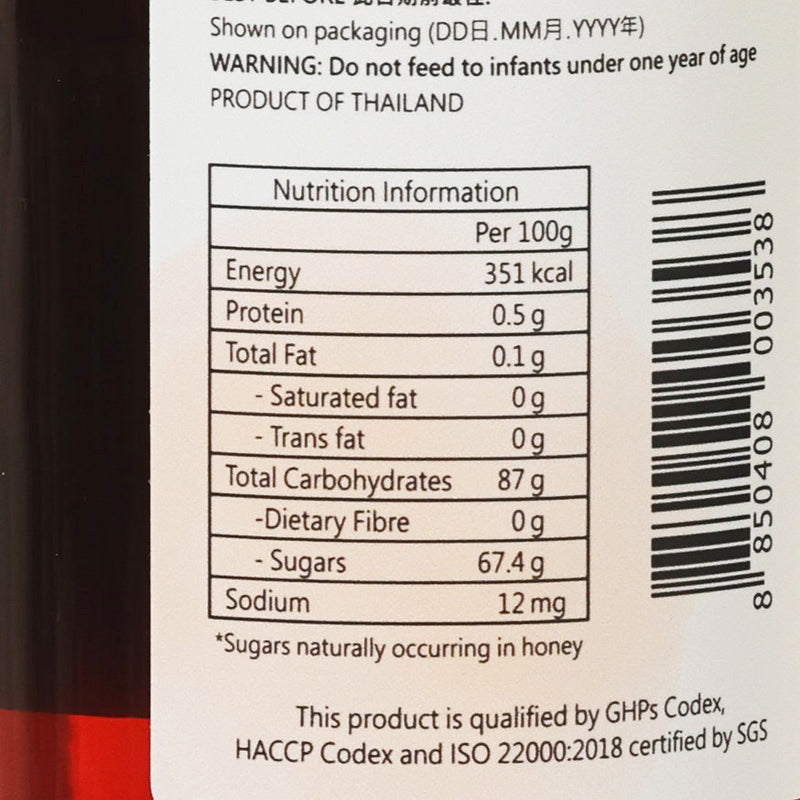 Shown on packaging (DD日.MM月.YYYY年)
WARNING: Do not feed to infants under one year of age
PRODUCT OF THAILAND
Nutrition Information
Per 100g
Energy 351 kcal
Protein 0.5 g
Total Fat 0.1 g
- Saturated fat 0 g
- Trans fat 0 g
Total Carbohydrates 87 g
-Dietary Fibre 0 g
- Sugars 67.4 g
Sodium 12 mg
*Sugars naturally occurring in honey
This product is qualified by GHPs Codex,
HACCP Codex and ISO 22000:2018 certified by SGS
8 850408 003538